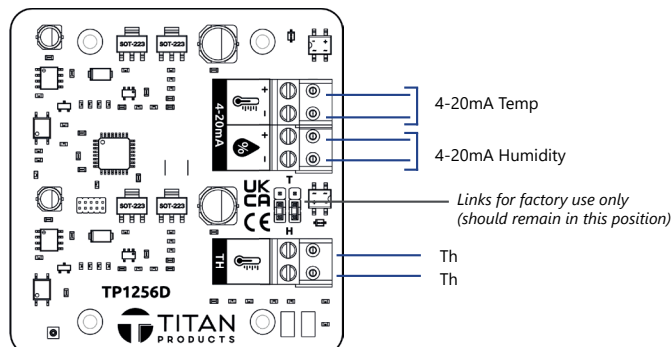 SOT-223 SOT-223
4-20mA
+
-
%
+
-
4-20mA Temp
4-20mA Humidity
UK
CA
CE
T
H
Links for factory use only
(should remain in this position)
SOT-223 SOT-223
TH
Th
Th
TP1256D
TITAN
PRODUCTS